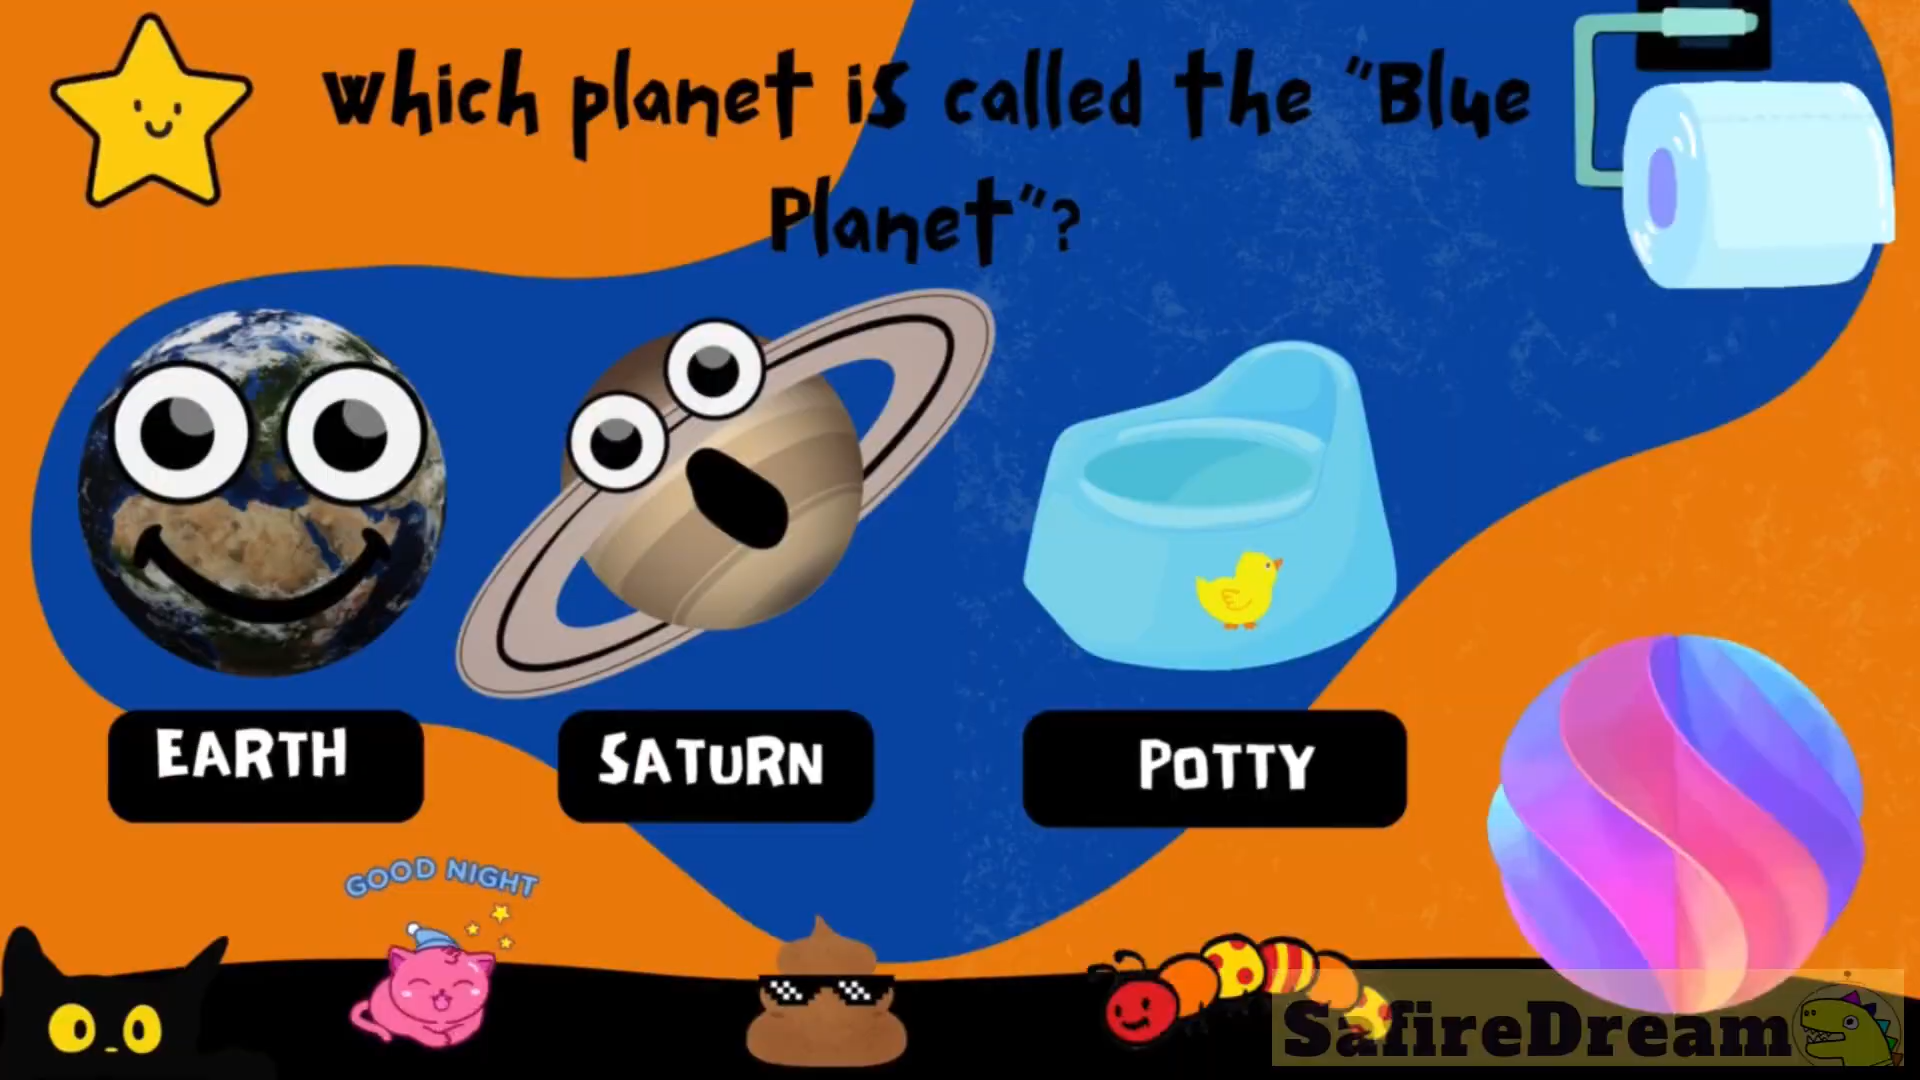 Which planet is called the "Blue
Planet"?
EARTH
SATURN
POTTY
GOOD NIGHT
SafireDream